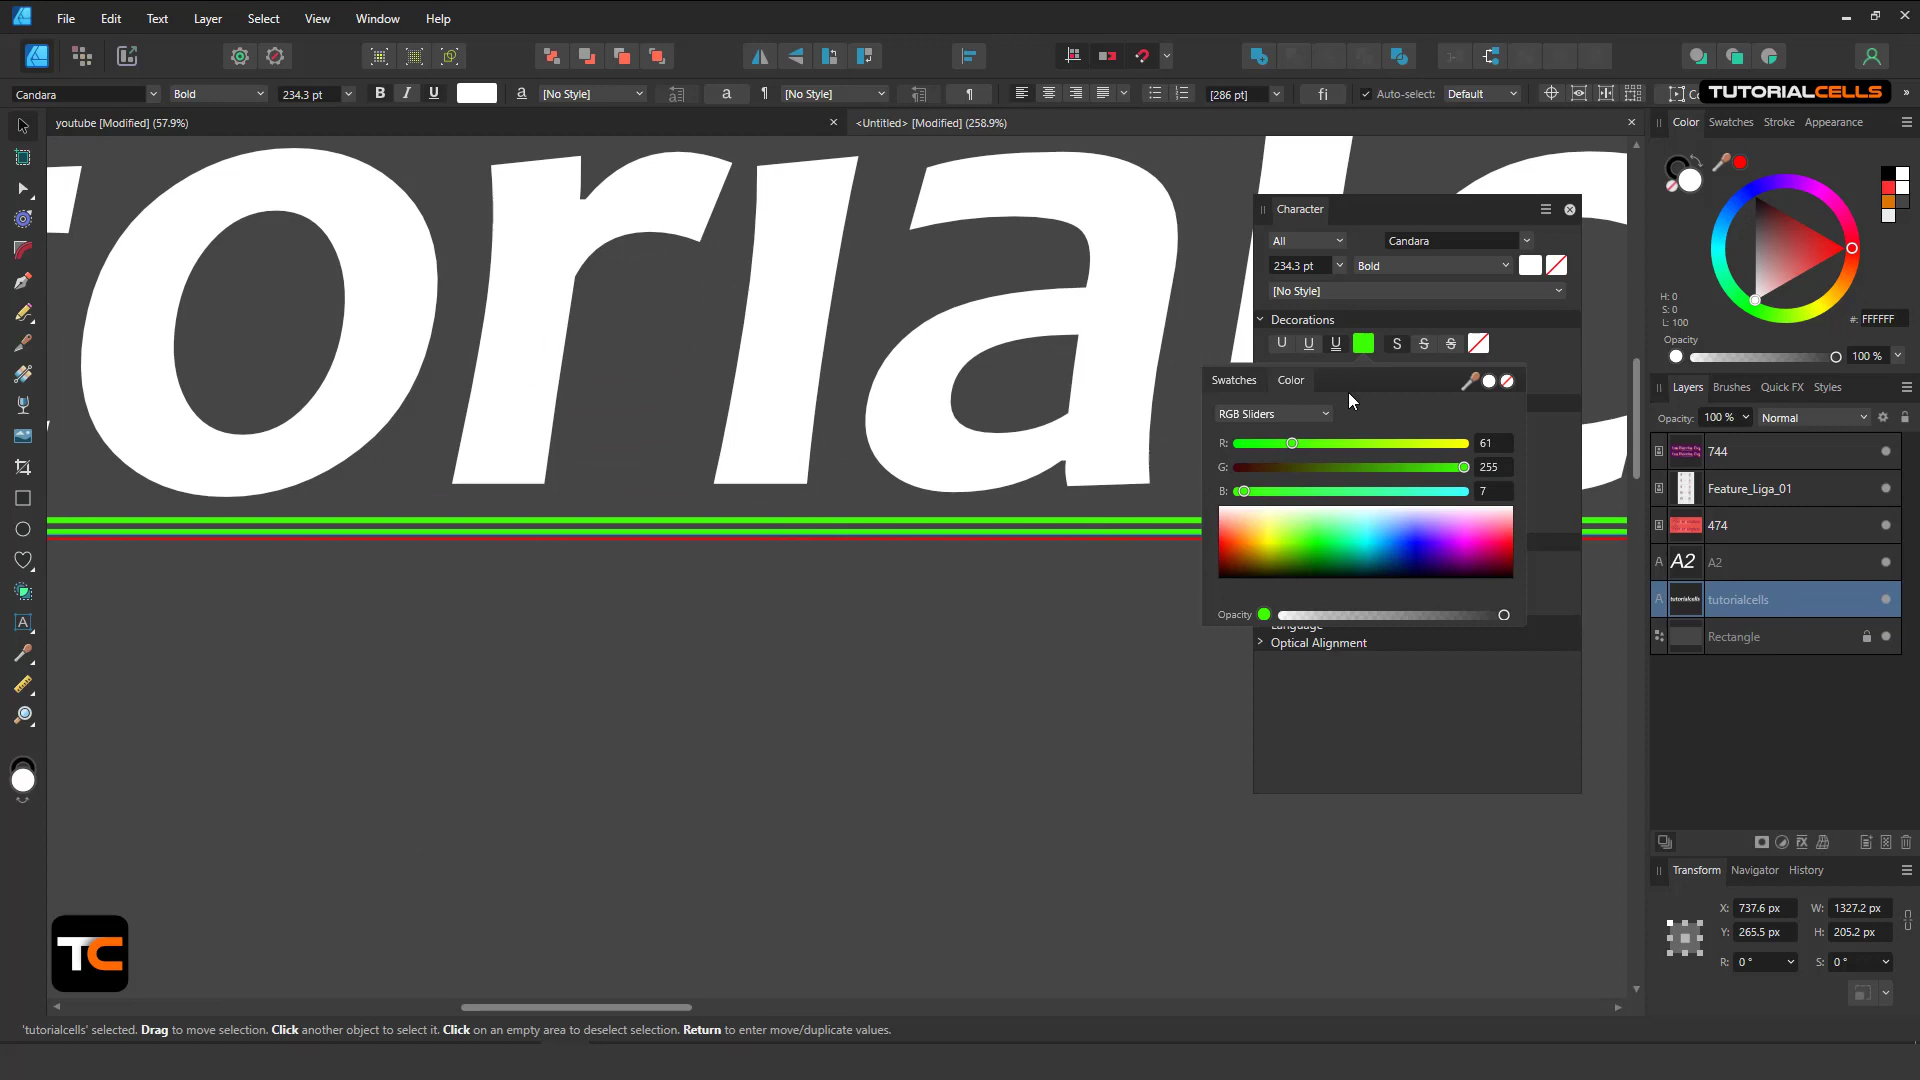 File Edit Text Layer Select View Window Help
Candara Bold 234.3 pt B I U a [No Style] a ¶ [No Style] ¶ [286 pt] fi Auto-select: Default TUTORIALCELLS »
youtube [Modified] (57.9%) × <Untitled> [Modified] (258.9%) ×
Color Swatches Stroke Appearance
orial
H: 0
S: 0
L: 100
#: FFFFFF
Opacity
100 %
Character
All Candara
234.3 pt Bold
[No Style]
Decorations
U U U S S S
Swatches Color
RGB Sliders
R: 61
G: 255
B: 7
Opacity
Language
Optical Alignment
Layers Brushes Quick FX Styles
Opacity: 100 % Normal
744
Feature_Liga_01
474
A A2 A2
A tutorialcells tutorialcells
Rectangle
Transform Navigator History
X: 737.6 px W: 1327.2 px
Y: 265.5 px H: 205.2 px
R: 0 ° S: 0 °
TC
'tutorialcells' selected. Drag to move selection. Click another object to select it. Click on an empty area to deselect selection. Return to enter move/duplicate values.